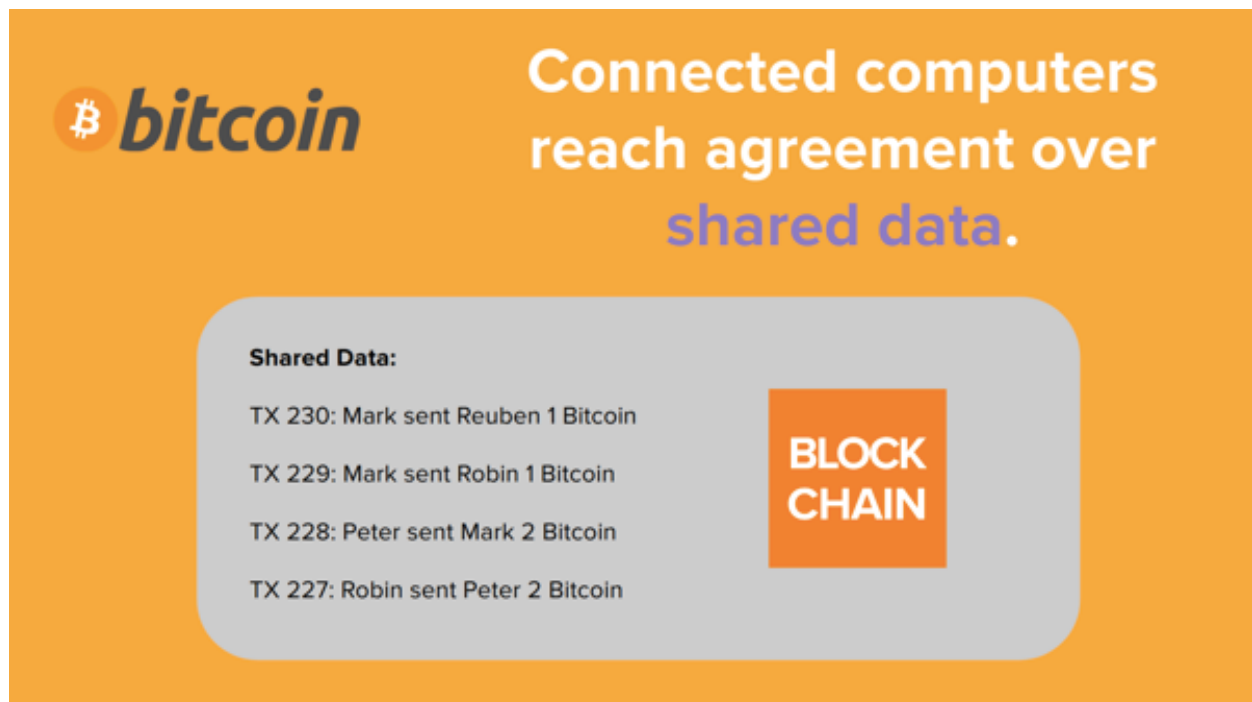 bitcoin
Connected computers
reach agreement over
shared data.
Shared Data:
TX 230: Mark sent Reuben 1 Bitcoin
TX 229: Mark sent Robin 1 Bitcoin
TX 228: Peter sent Mark 2 Bitcoin
TX 227: Robin sent Peter 2 Bitcoin
BLOCK
CHAIN